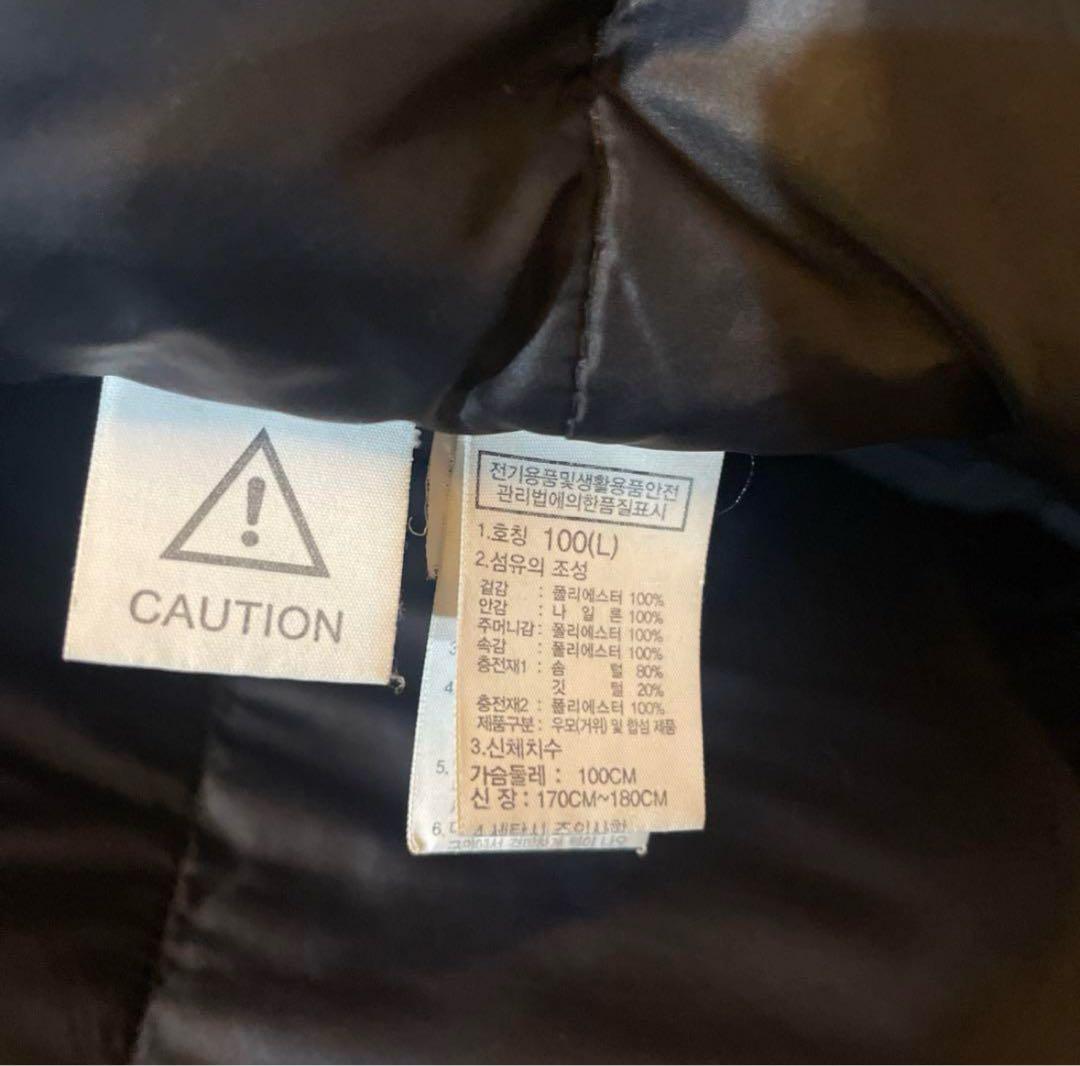 CAUTION
전기용품및생활용품안전
관리법에의한품질표시
1.호칭 100(L)
2.섬유의 조성
겉감 : 폴리에스터 100%
안감 : 나 일 론 100%
주머니감 : 폴리에스터 100%
속감 : 폴리에스터 100%
충전재1 : 솜 털 80%
깃 털 20%
충전재2 : 폴리에스터 100%
제품구분 : 우모(거위) 및 합섬 제품
3.신체치수
가슴둘레 : 100CM
신 장 : 170CM~180CM
4.세탁시 주의사항
3
4
5.
6.